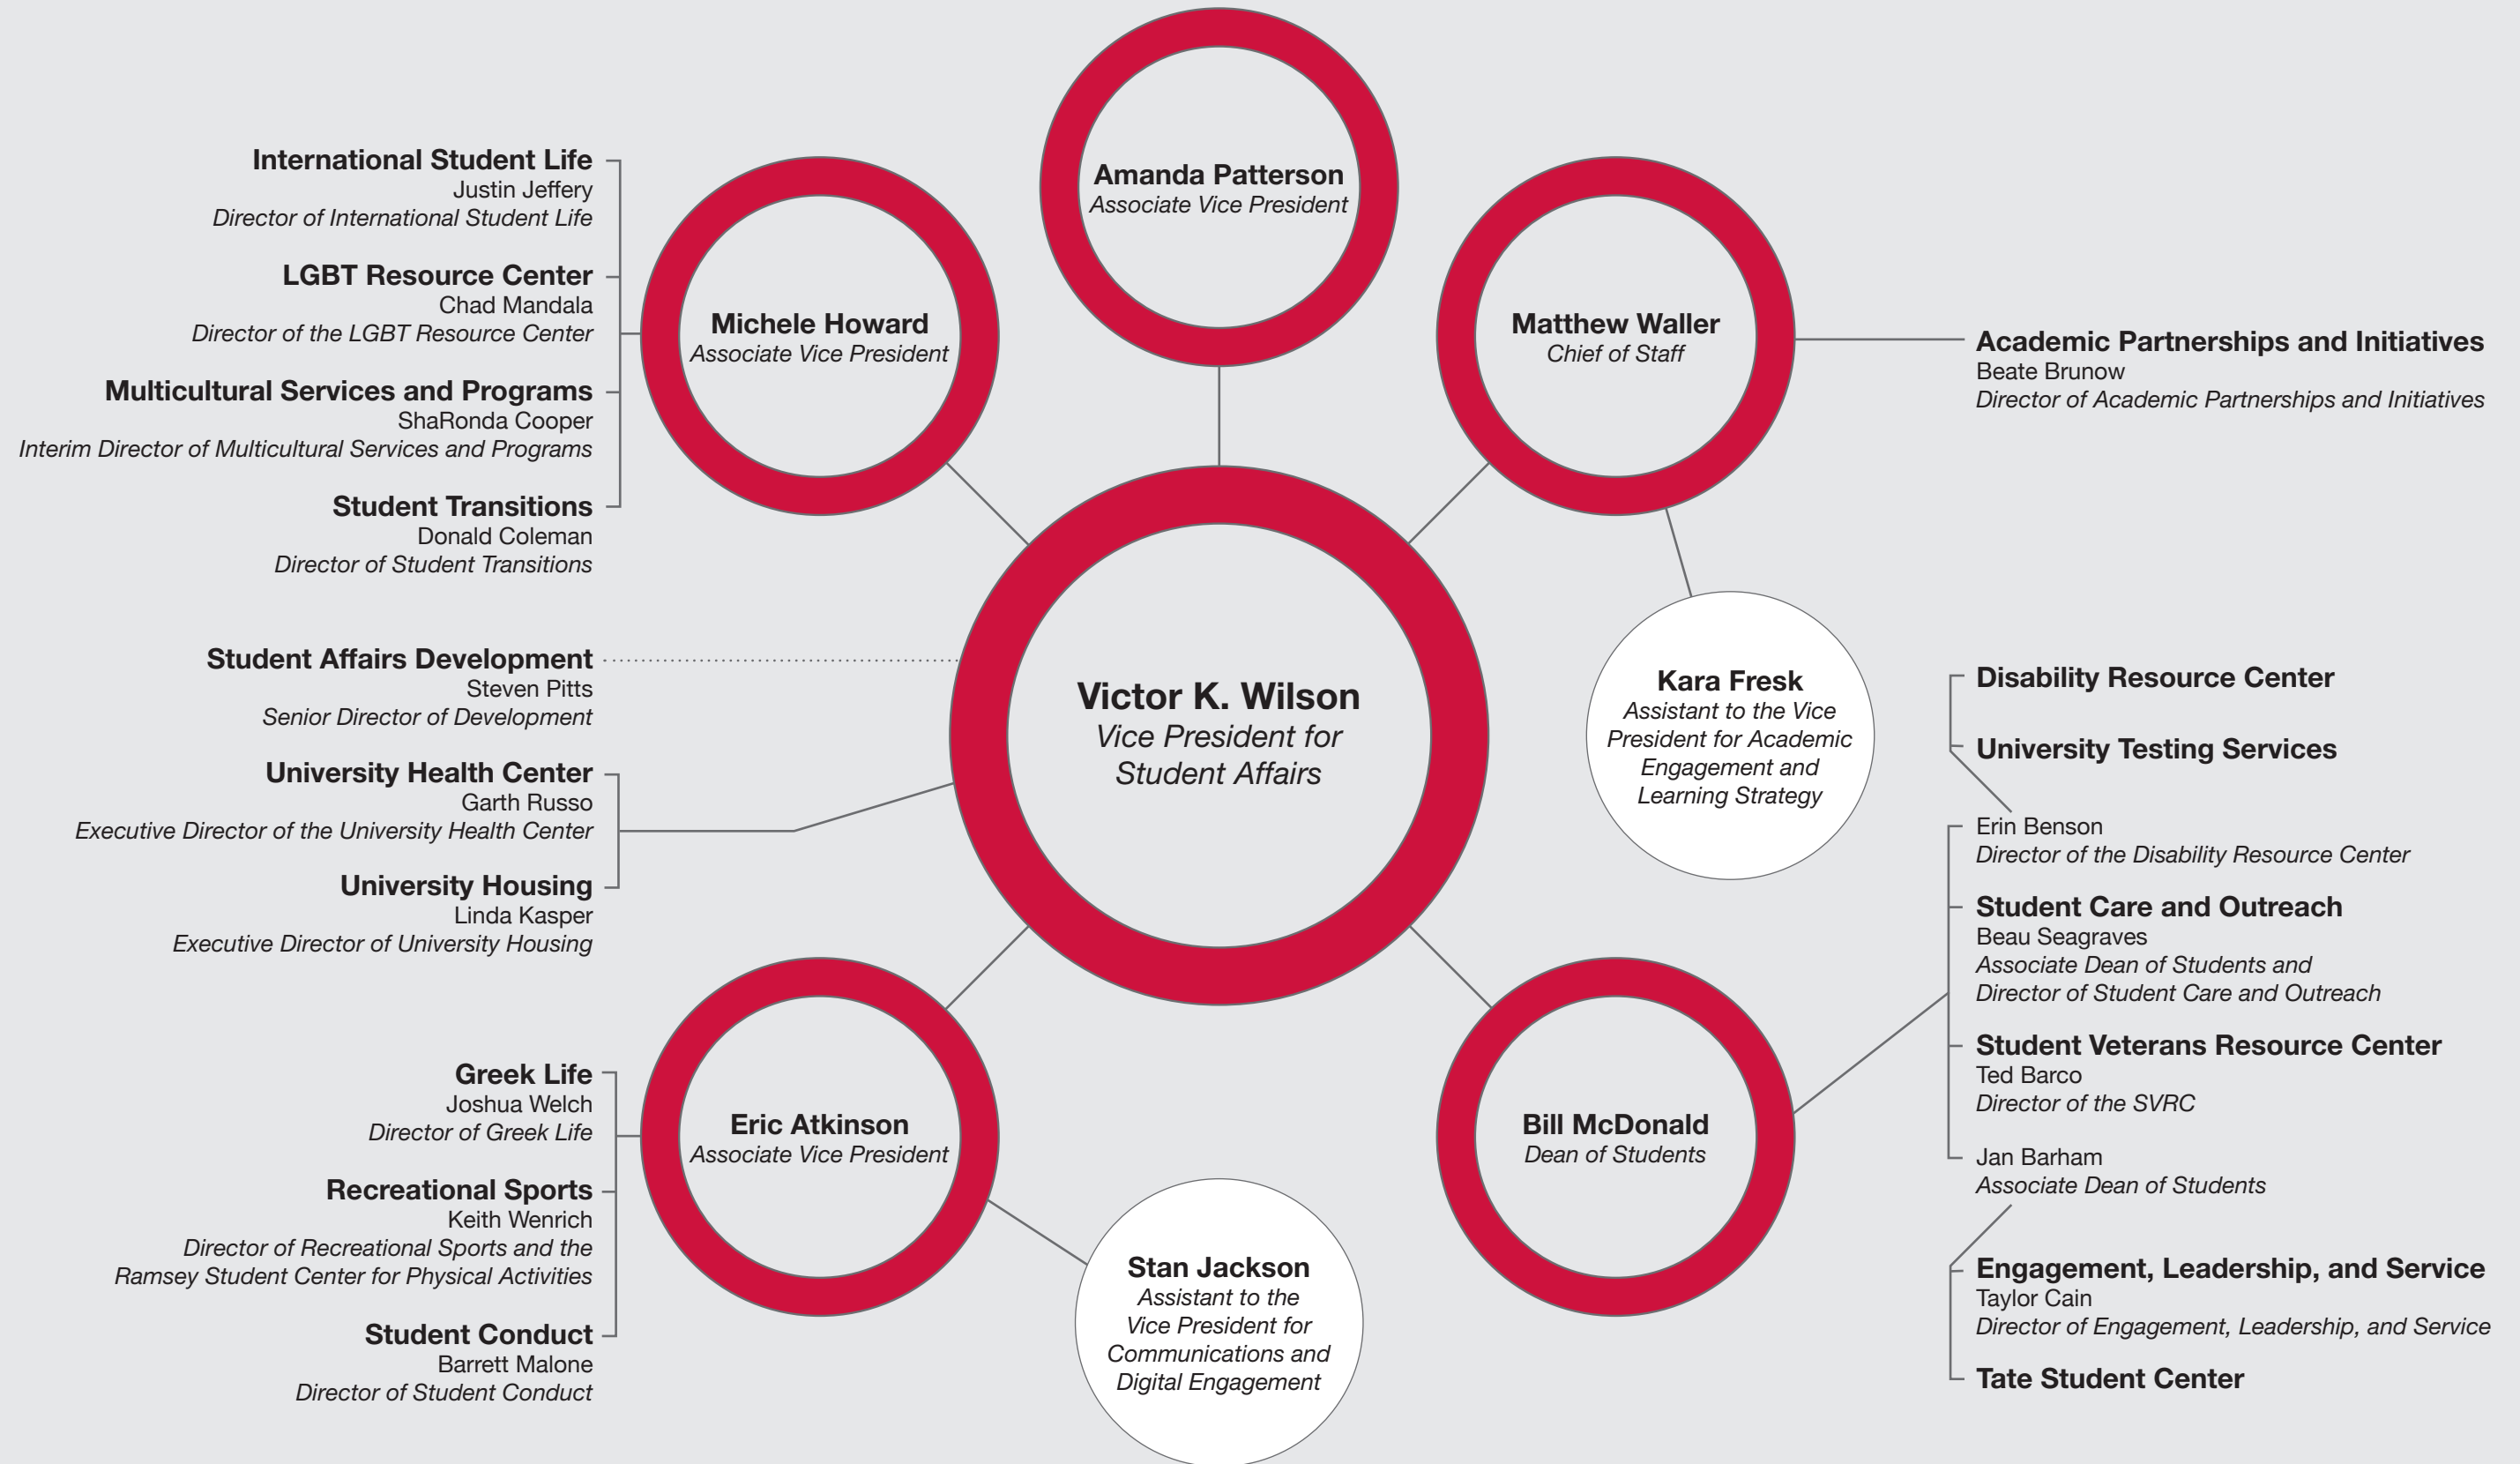 Amanda Patterson
Associate Vice President
Michele Howard
Associate Vice President
Matthew Waller
Chief of Staff
International Student Life
Justin Jeffery
Director of International Student Life
LGBT Resource Center
Chad Mandala
Director of the LGBT Resource Center
Multicultural Services and Programs
ShaRonda Cooper
Interim Director of Multicultural Services and Programs
Student Transitions
Donald Coleman
Director of Student Transitions
Academic Partnerships and Initiatives
Beate Brunow
Director of Academic Partnerships and Initiatives
Student Affairs Development
Steven Pitts
Senior Director of Development
University Health Center
Garth Russo
Executive Director of the University Health Center
University Housing
Linda Kasper
Executive Director of University Housing
Victor K. Wilson
Vice President for
Student Affairs
Kara Fresk
Assistant to the Vice
President for Academic
Engagement and
Learning Strategy
Disability Resource Center
University Testing Services
Erin Benson
Director of the Disability Resource Center
Student Care and Outreach
Beau Seagraves
Associate Dean of Students and
Director of Student Care and Outreach
Student Veterans Resource Center
Ted Barco
Director of the SVRC
Jan Barham
Associate Dean of Students
Engagement, Leadership, and Service
Taylor Cain
Director of Engagement, Leadership, and Service
Tate Student Center
Greek Life
Joshua Welch
Director of Greek Life
Recreational Sports
Keith Wenrich
Director of Recreational Sports and the
Ramsey Student Center for Physical Activities
Student Conduct
Barrett Malone
Director of Student Conduct
Eric Atkinson
Associate Vice President
Stan Jackson
Assistant to the
Vice President for
Communications and
Digital Engagement
Bill McDonald
Dean of Students